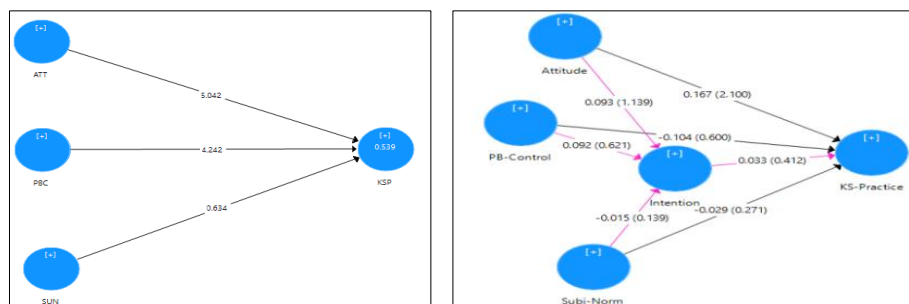 [+]
ATT
5.042
[+]
PBC
4.242
[+]
0.539
KSP
0.634
[+]
SUN
[+]
Attitude
0.167 (2.100)
0.093 (1.139)
[+]
PB-Control
-0.104 (0.600)
0.092 (0.621)
[+]
Intention
0.033 (0.412)
[+]
KS-Practice
-0.015 (0.139)
-0.029 (0.271)
[+]
Subi-Norm